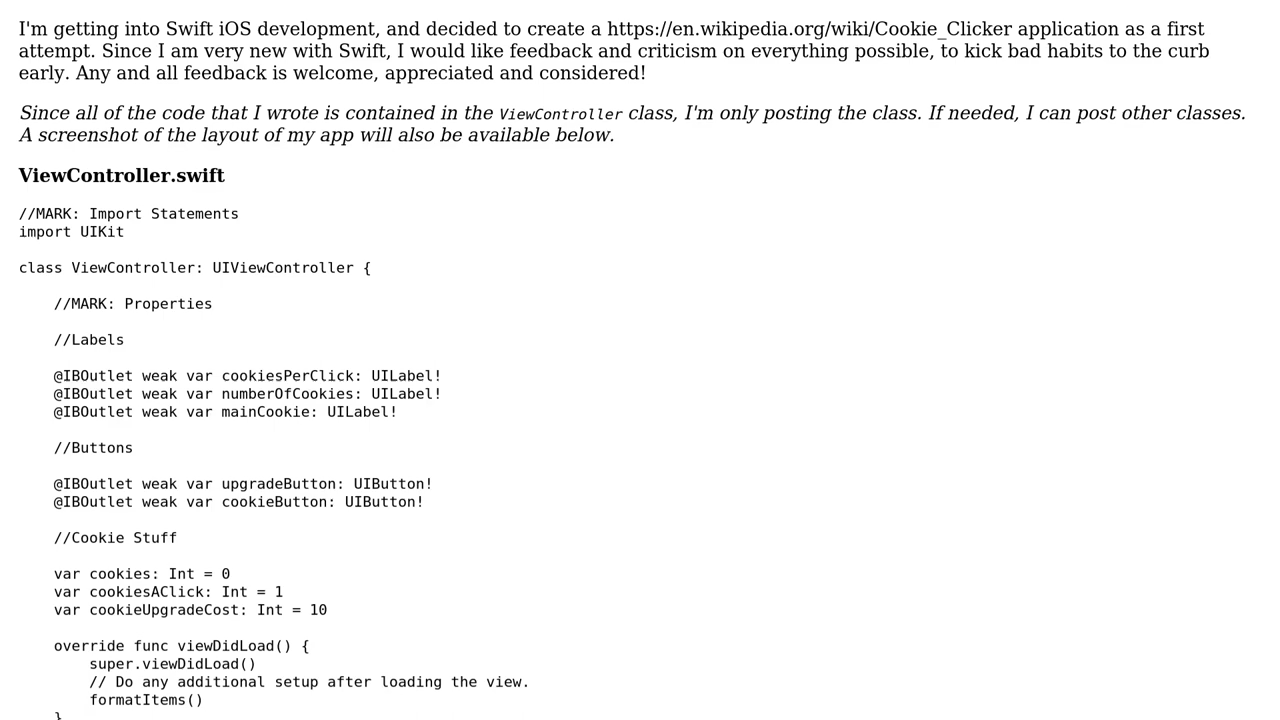 I'm getting into Swift iOS development, and decided to create a https://en.wikipedia.org/wiki/Cookie_Clicker application as a first
attempt. Since I am very new with Swift, I would like feedback and criticism on everything possible, to kick bad habits to the curb
early. Any and all feedback is welcome, appreciated and considered!
Since all of the code that I wrote is contained in the ViewController class, I'm only posting the class. If needed, I can post other classes.
A screenshot of the layout of my app will also be available below.
ViewController.swift
//MARK: Import Statements
import UIKit
class ViewController: UIViewController {
//MARK: Properties
//Labels
@IBOutlet weak var cookiesPerClick: UILabel!
@IBOutlet weak var numberOfCookies: UILabel!
@IBOutlet weak var mainCookie: UILabel!
//Buttons
@IBOutlet weak var upgradeButton: UIButton!
@IBOutlet weak var cookieButton: UIButton!
//Cookie Stuff
var cookies: Int = 0
var cookiesAClick: Int = 1
var cookieUpgradeCost: Int = 10
override func viewDidLoad() {
super.viewDidLoad()
// Do any additional setup after loading the view.
formatItems()
}